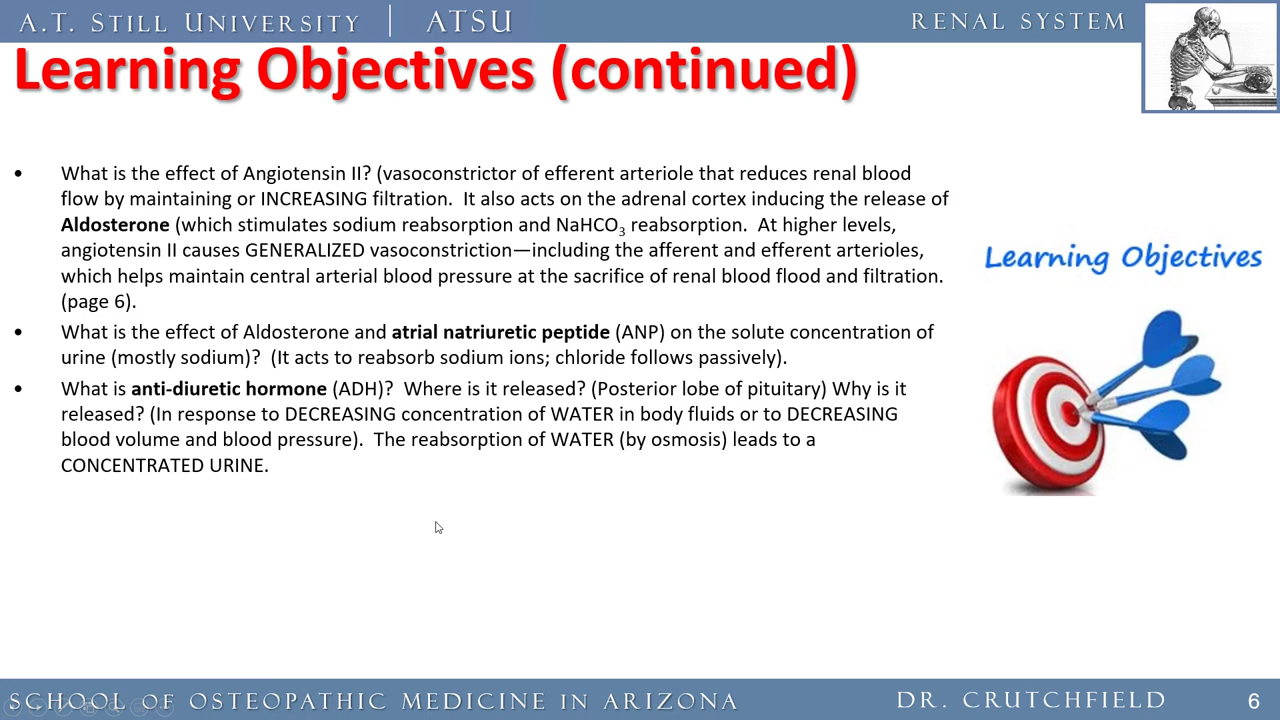 A.T. STILL UNIVERSITY | ATSU
RENAL SYSTEM
Learning Objectives (continued)
• What is the effect of Angiotensin II? (vasoconstrictor of efferent arteriole that reduces renal blood
flow by maintaining or INCREASING filtration. It also acts on the adrenal cortex inducing the release of
Aldosterone (which stimulates sodium reabsorption and NaHCO₃ reabsorption. At higher levels,
angiotensin II causes GENERALIZED vasoconstriction—including the afferent and efferent arterioles,
which helps maintain central arterial blood pressure at the sacrifice of renal blood flood and filtration.
(page 6).
• What is the effect of Aldosterone and atrial natriuretic peptide (ANP) on the solute concentration of
urine (mostly sodium)? (It acts to reabsorb sodium ions; chloride follows passively).
• What is anti-diuretic hormone (ADH)? Where is it released? (Posterior lobe of pituitary) Why is it
released? (In response to DECREASING concentration of WATER in body fluids or to DECREASING
blood volume and blood pressure). The reabsorption of WATER (by osmosis) leads to a
CONCENTRATED URINE.
Learning Objectives
SCHOOL OF OSTEOPATHIC MEDICINE IN ARIZONA
DR. CRUTCHFIELD
6